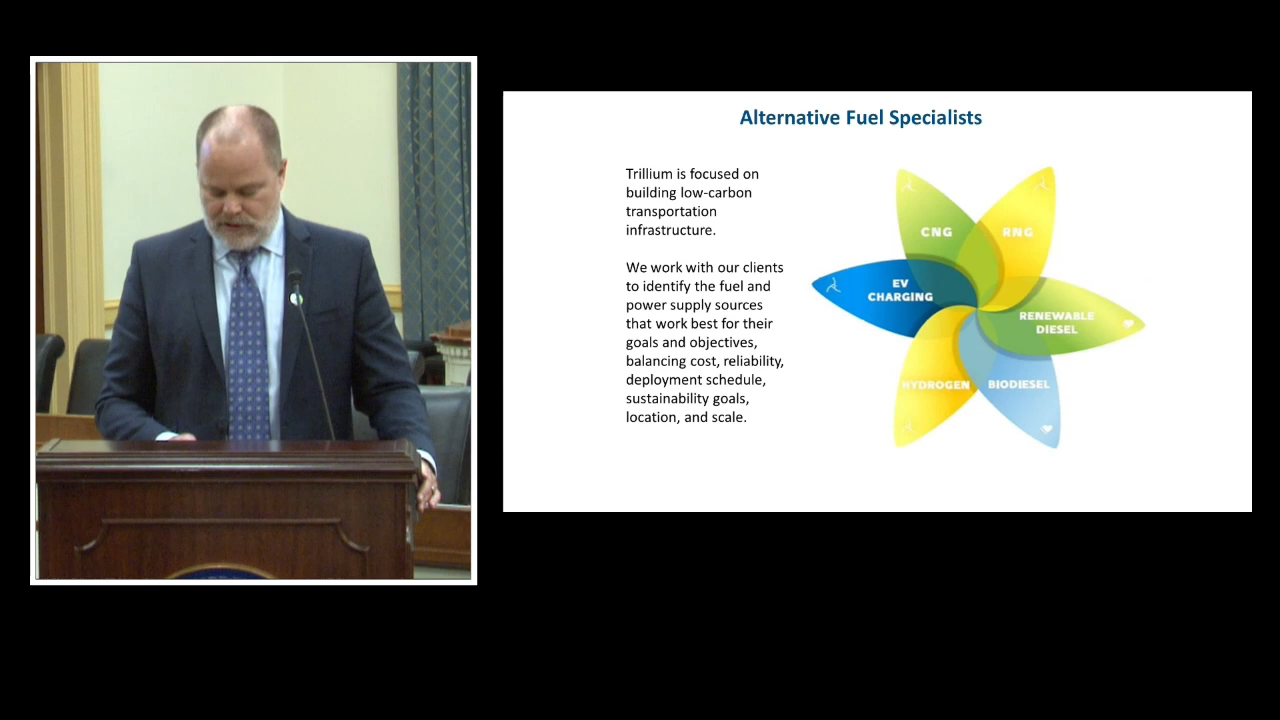 Alternative Fuel Specialists
Trillium is focused on
building low-carbon
transportation
infrastructure.
We work with our clients
to identify the fuel and
power supply sources
that work best for their
goals and objectives,
balancing cost, reliability,
deployment schedule,
sustainability goals,
location, and scale.
CNG
RNG
EV
CHARGING
RENEWABLE
DIESEL
HYDROGEN
BIODIESEL